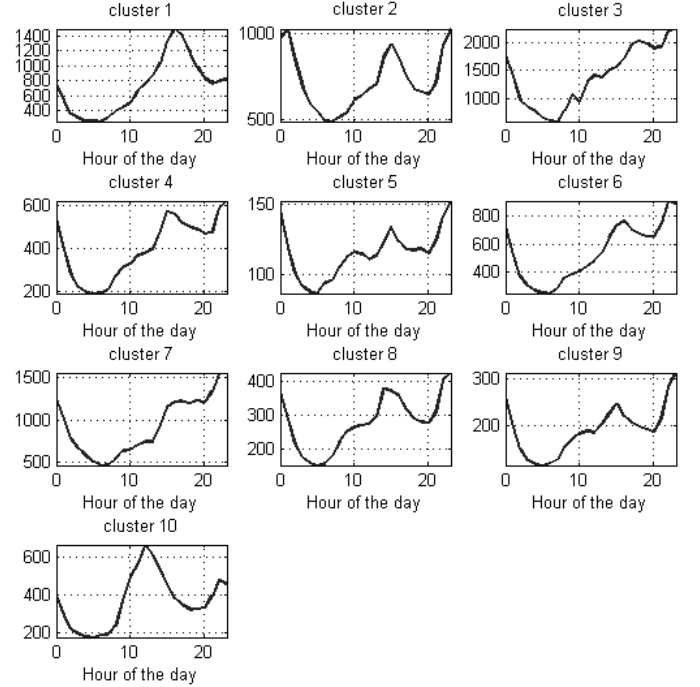 cluster 1
1400
1200
1000
800
600
400
0 10 20
Hour of the day
cluster 2
1000
500
0 10 20
Hour of the day
cluster 3
2000
1500
1000
0 10 20
Hour of the day
cluster 4
600
400
200
0 10 20
Hour of the day
cluster 5
150
100
0 10 20
Hour of the day
cluster 6
800
600
400
0 10 20
Hour of the day
cluster 7
1500
1000
500
0 10 20
Hour of the day
cluster 8
400
300
200
0 10 20
Hour of the day
cluster 9
300
200
0 10 20
Hour of the day
cluster 10
600
400
200
0 10 20
Hour of the day